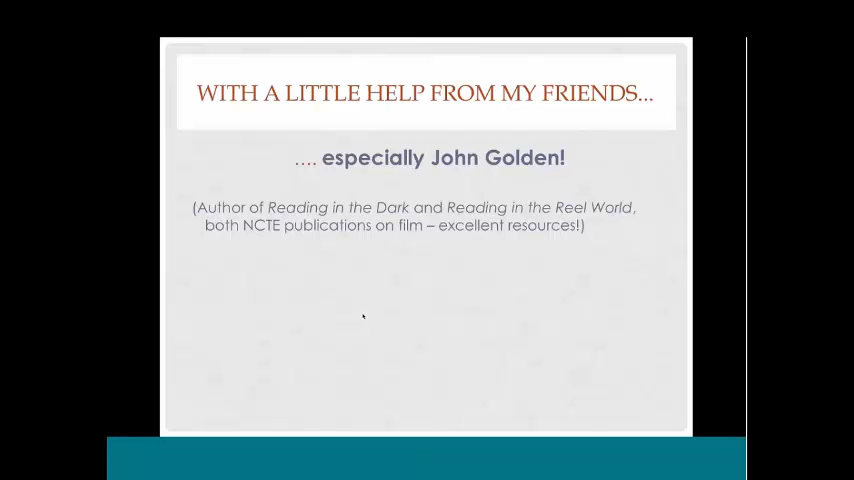 WITH A LITTLE HELP FROM MY FRIENDS...
.... especially John Golden!
(Author of Reading in the Dark and Reading in the Reel World,
both NCTE publications on film – excellent resources!)